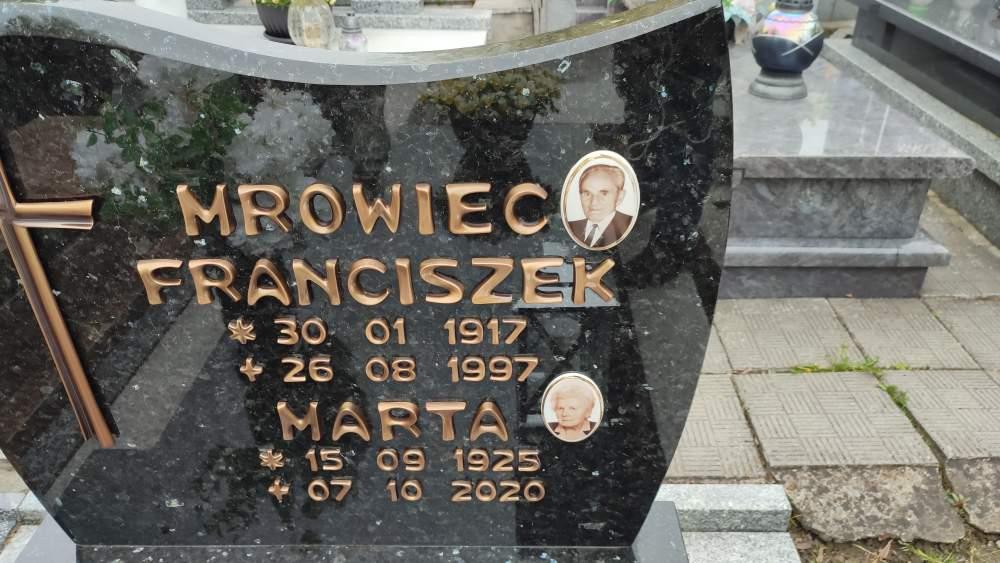 MROWIEC
FRANCISZEK
* 30 01 1917
+ 26 08 1997
MARTA
* 15 09 1925
+ 07 10 2020